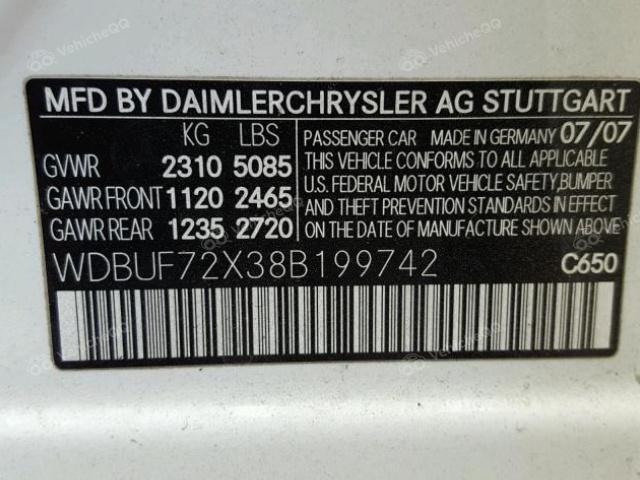 MFD BY DAIMLERCHRYSLER AG STUTTGART
KG LBS
GVWR 2310 5085
GAWR FRONT 1120 2465
GAWR REAR 1235 2720
PASSENGER CAR MADE IN GERMANY 07/07
THIS VEHICLE CONFORMS TO ALL APPLICABLE
U.S. FEDERAL MOTOR VEHICLE SAFETY,BUMPER
AND THEFT PREVENTION STANDARDS IN EFFECT
ON THE DATE OF MANUFACTURE SHOWN ABOVE.
WDBUF72X38B199742 C650
VehicleQQ